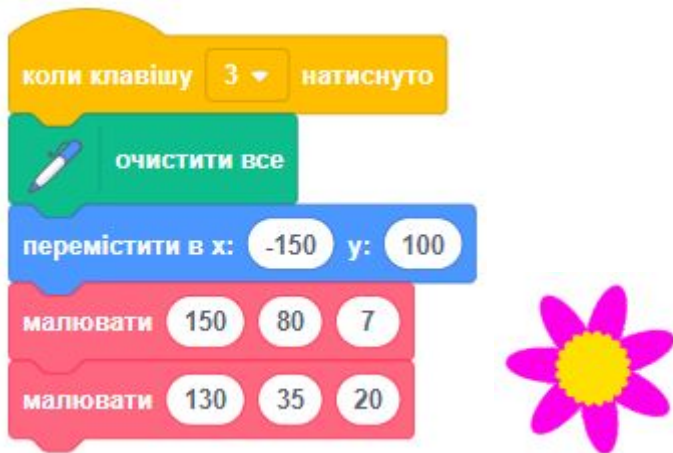 коли клавішу 3 натиснуто
очистити все
перемістити в x: -150 y: 100
малювати 150 80 7
малювати 130 35 20